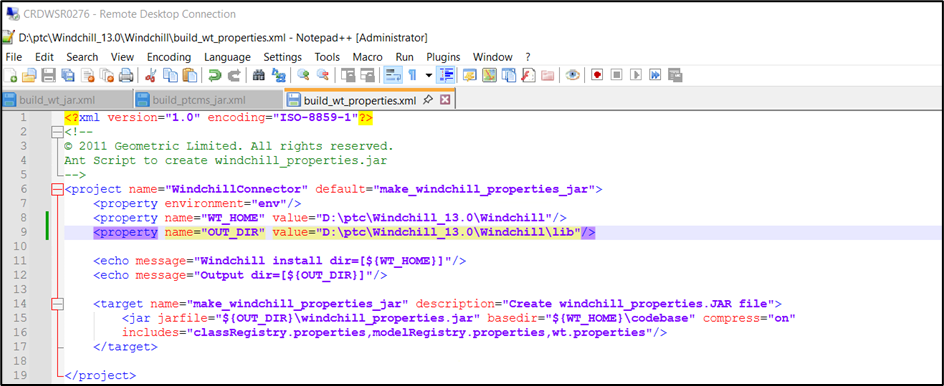 CRDWSR0276 - Remote Desktop Connection
D:\ptc\Windchill_13.0\Windchill\build_wt_properties.xml - Notepad++ [Administrator]
File Edit Search View Encoding Language Settings Tools Macro Run Plugins Window ?
build_wt_jar.xml build_ptcms_jar.xml build_wt_properties.xml
1 <?xml version="1.0" encoding="ISO-8859-1"?>
2 <!--
3 © 2011 Geometric Limited. All rights reserved.
4 Ant Script to create windchill_properties.jar
5 -->
6 <project name="WindchillConnector" default="make_windchill_properties_jar">
7 <property environment="env"/>
8 <property name="WT_HOME" value="D:\ptc\Windchill_13.0\Windchill"/>
9 <property name="OUT_DIR" value="D:\ptc\Windchill_13.0\Windchill\lib"/>
10
11 <echo message="Windchill install dir=[${WT_HOME}]"/>
12 <echo message="Output dir=[${OUT_DIR}]"/>
13
14 <target name="make_windchill_properties_jar" description="Create windchill_properties.JAR file">
15 <jar jarfile="${OUT_DIR}\windchill_properties.jar" basedir="${WT_HOME}\codebase" compress="on"
16 includes="classRegistry.properties,modelRegistry.properties,wt.properties"/>
17 </target>
18
19 </project>